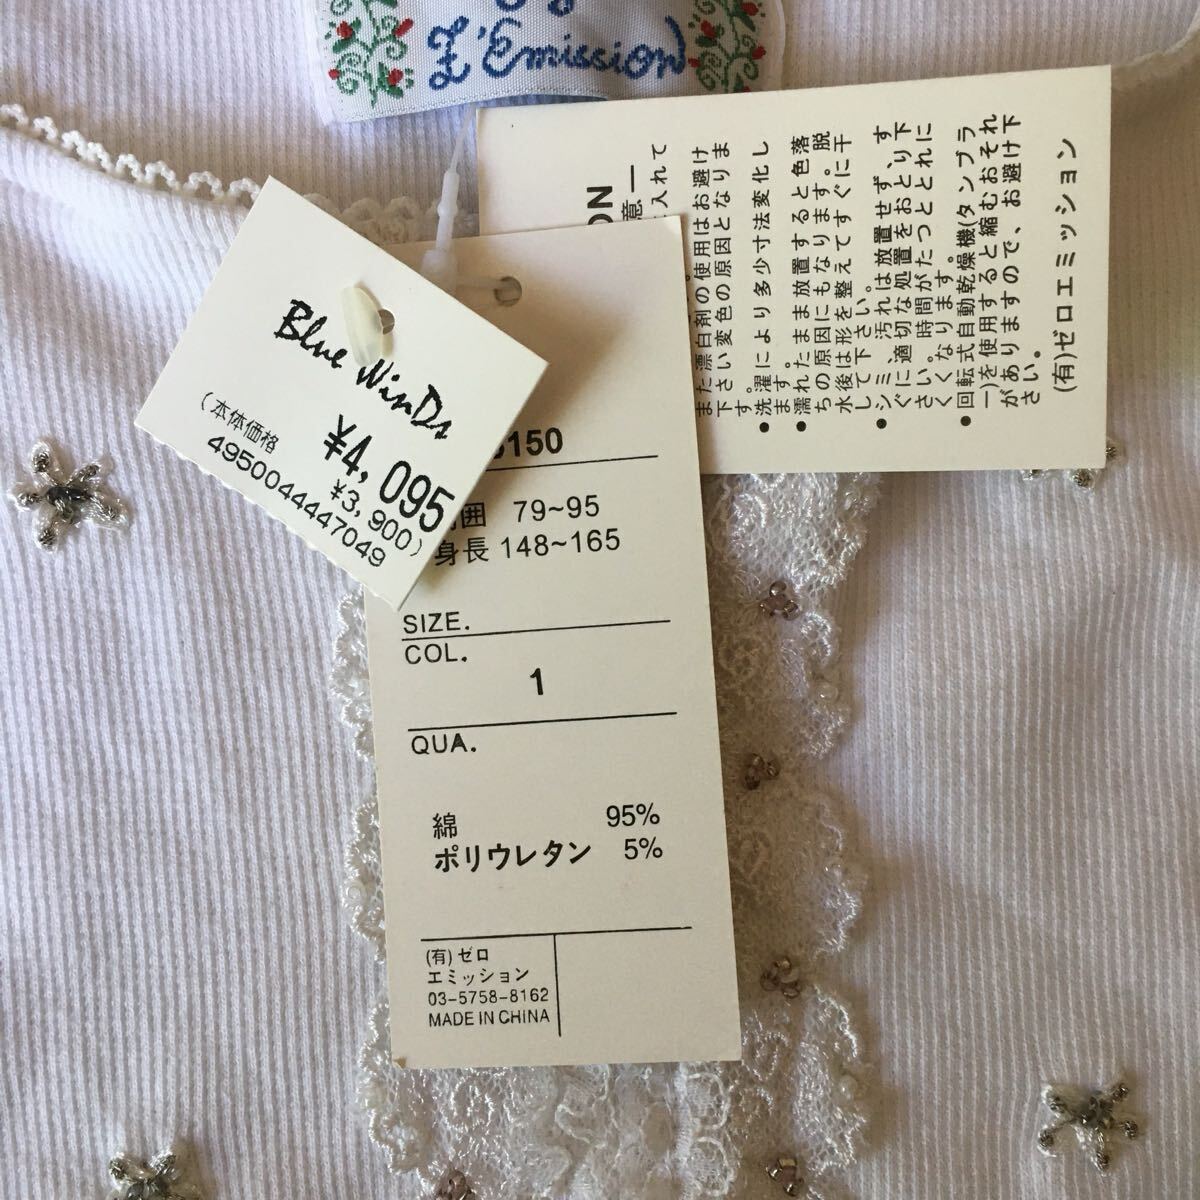 Z'Emission
Blue WinDs
¥4,095
(本体価格 ¥3,900)
4950044447049
150
囲 79~95
身長 148~165
SIZE.
COL.
1
QUA.
綿 95%
ポリウレタン 5%
(有)ゼロ
エミッション
03-5758-8162
MADE IN CHINA
ON
意ー
入れて
また漂白剤の使用はお避け
下さい変色の原因となりま
す。
●洗濯により多少寸法変化し
ます。
●濡れたまま放置すると色落
ちの原因にもなります。脱
水後は形を整えてすぐに干
して下さい。
●シミ、汚れは放置せず、す
ぐに適切な処置をおとり下
さい。時間がたつととれに
くくなります。
●回転式自動乾燥機(タンブラ
ー)を使用すると縮むおそれ
がありますので、お避け下
さい。
(有)ゼロエミッション